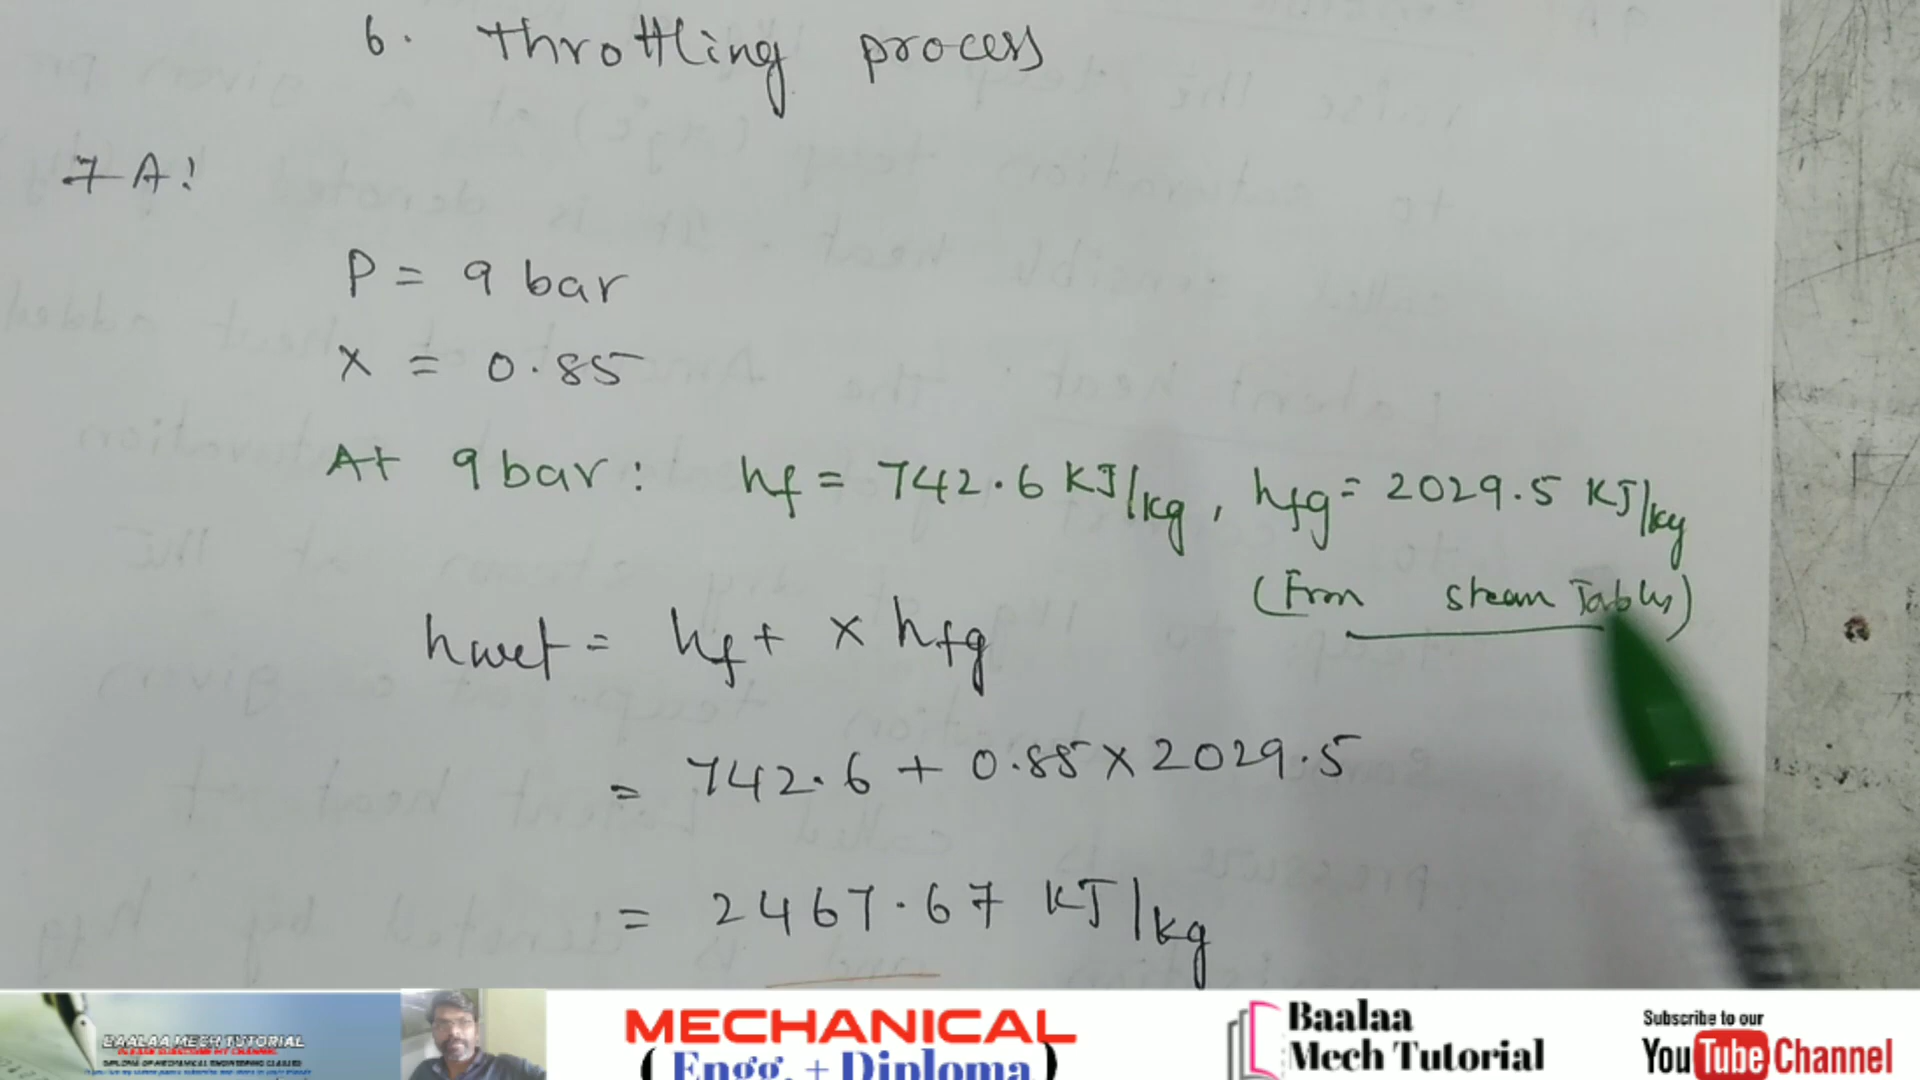 6. Throttling process
7 A:
P = 9 bar
x = 0.85
At 9 bar: hf = 742.6 KJ/kg, hfg = 2029.5 KJ/kg
(From steam Tables)
hwet = hf + x hfg
= 742.6 + 0.85 x 2029.5
= 2467.67 KJ/kg
BAALAA MECH TUTORIAL
MECHANICAL
( Engg. + Diploma )
Baalaa
Mech Tutorial
Subscribe to our
YouTube Channel